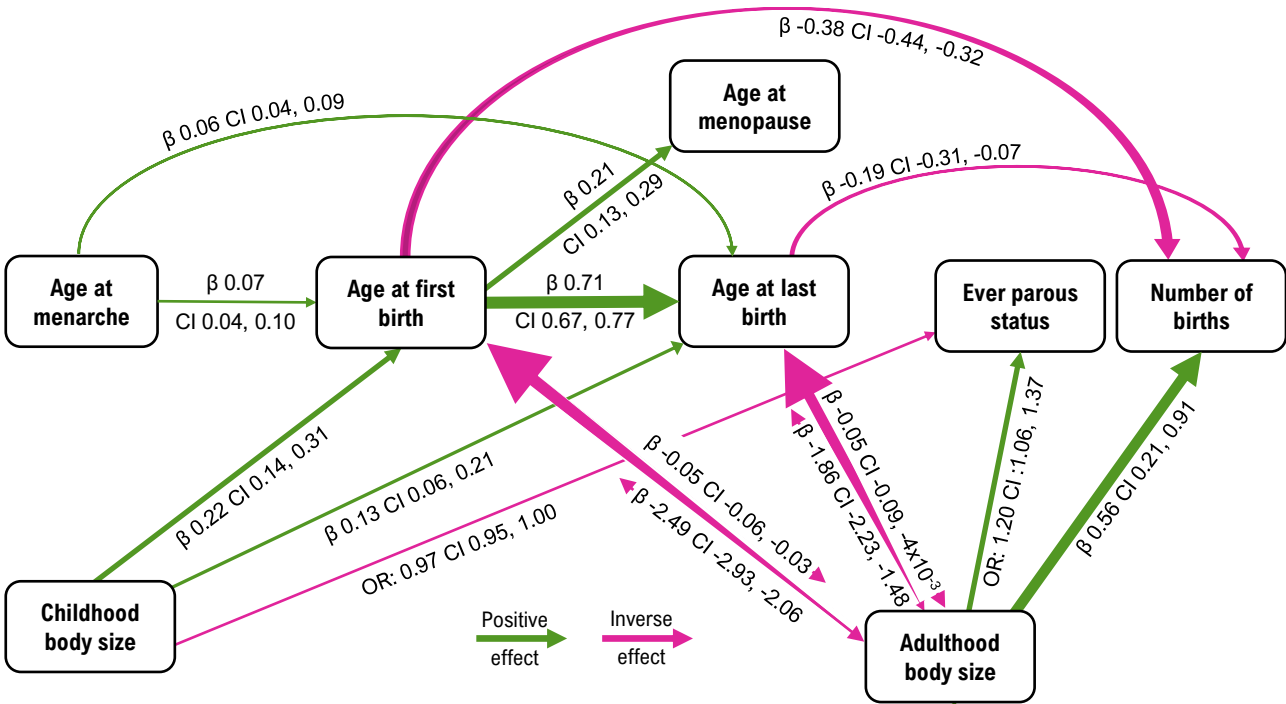 β -0.38 CI -0.44, -0.32
Age at
menopause
β 0.06 CI 0.04, 0.09
β 0.21
CI 0.13, 0.29
β -0.19 CI -0.31, -0.07
Age at
menarche
β 0.07
CI 0.04, 0.10
Age at first
birth
β 0.71
CI 0.67, 0.77
Age at last
birth
Ever parous
status
Number of
births
β 0.22 CI 0.14, 0.31
β 0.13 CI 0.06, 0.21
OR: 0.97 CI 0.95, 1.00
β -0.05 CI -0.06, -0.03
β -2.49 CI -2.93, -2.06
β -0.05 CI -0.09, -4x10⁻³
β -1.86 CI -2.23, -1.48
OR: 1.20 CI :1.06, 1.37
β 0.56 CI 0.21, 0.91
Childhood
body size
Positive
effect
Inverse
effect
Adulthood
body size